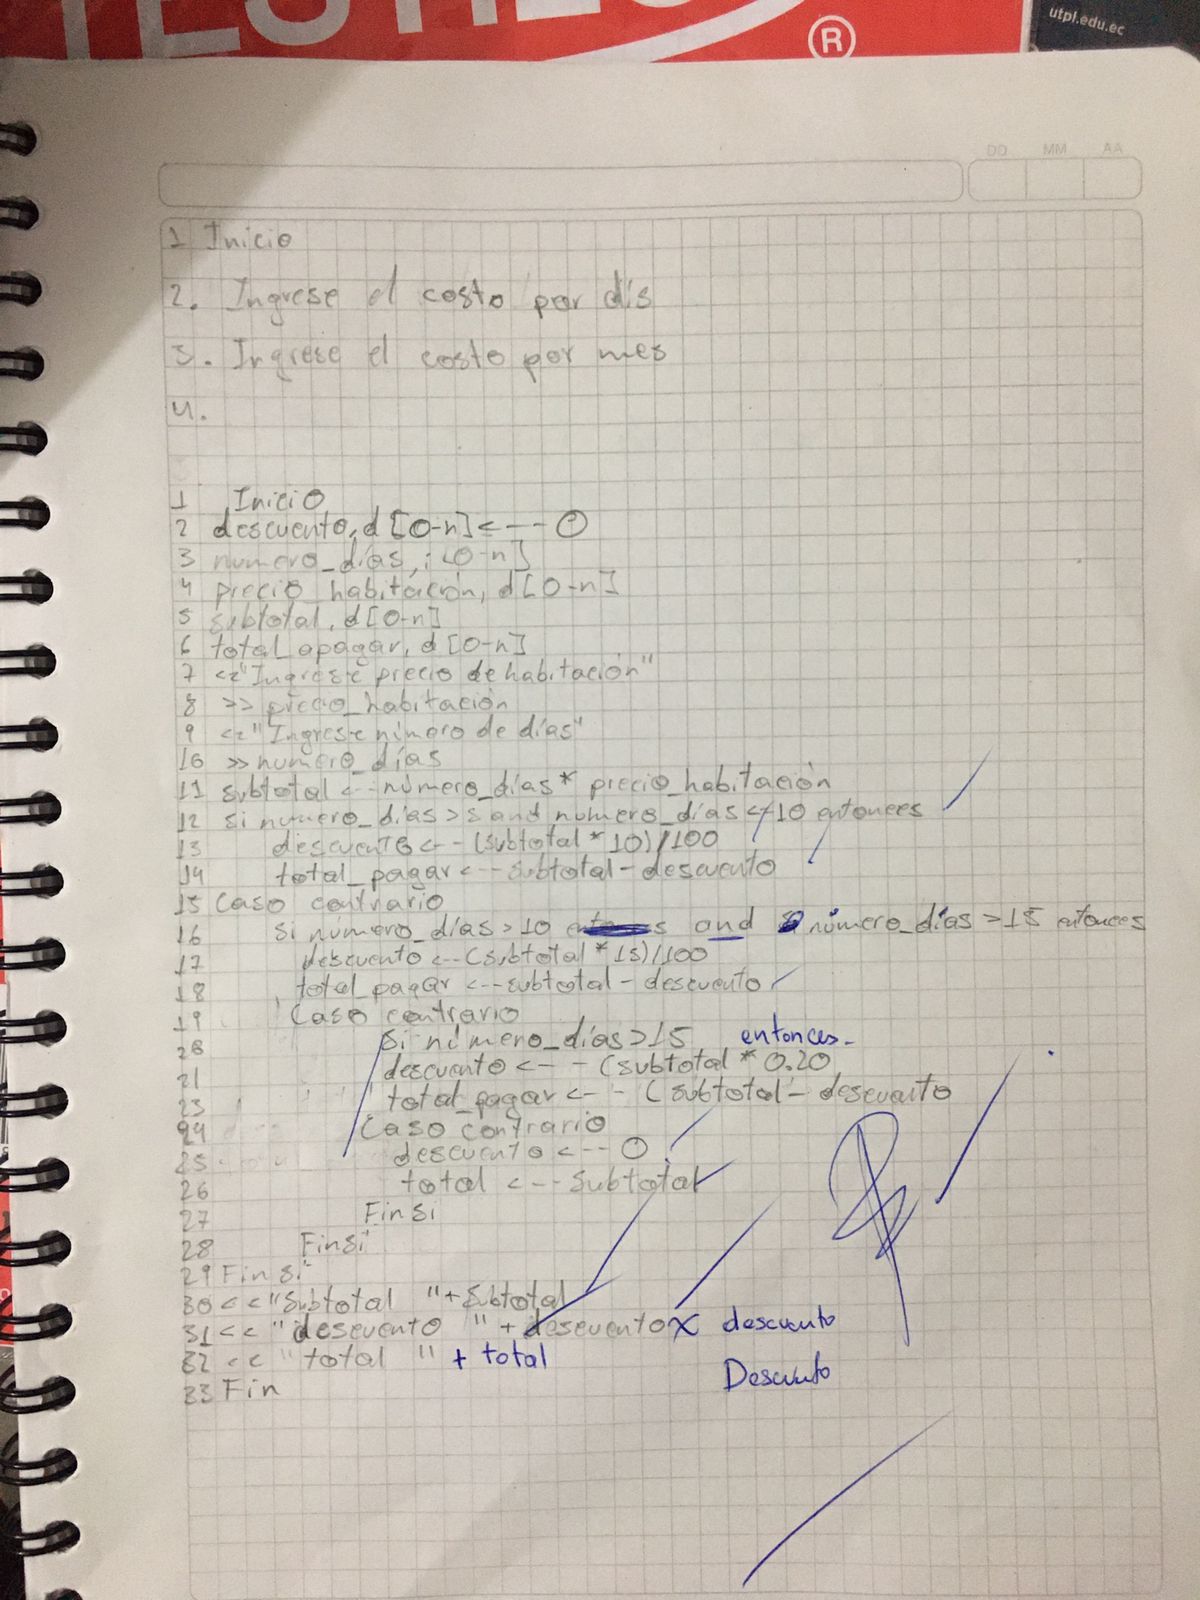 ®
utpl.edu.ec
DD MM AA
1 Inicio
2. Ingrese el costo por dís
3. Ingrese el costo por mes
4.
1 Inicio
2 descuento, d [0-n] <--- 0
3 numero_días, i [0-n]
4 precio_habitación, d [0-n]
5 subtotal, d [0-n]
6 total_apagar, d [0-n]
7 << "Ingrese precio de habitación"
8 >> precio_habitación
9 << "Ingrese número de días"
10 >> numero_días
11 subtotal <-- número_días * precio_habitación
12 si numero_días >5 and numero_días <=10 entonces
13 descuento <-- (subtotal * 10)/100
14 total_pagar <-- subtotal - descuento
15 Caso contrario
16 si número_días >10 and número_días >15 entonces
17 descuento <-- (subtotal * 15)/100
18 total_pagar <-- subtotal - descuento
19 Caso contrario
20 si número_días >15 entonces.
21 descuento <-- (subtotal * 0.20
23 total_pagar <-- (subtotal - descuento
24 Caso contrario
25 descuento <--- 0
26 total <--- Subtotal
27 Fin si
28 Fin si
29 Fin si
30 << "Subtotal " + Subtotal
31 << "desevento " + desevento X descuento
32 << "total " + total
Descuento
33 Fin